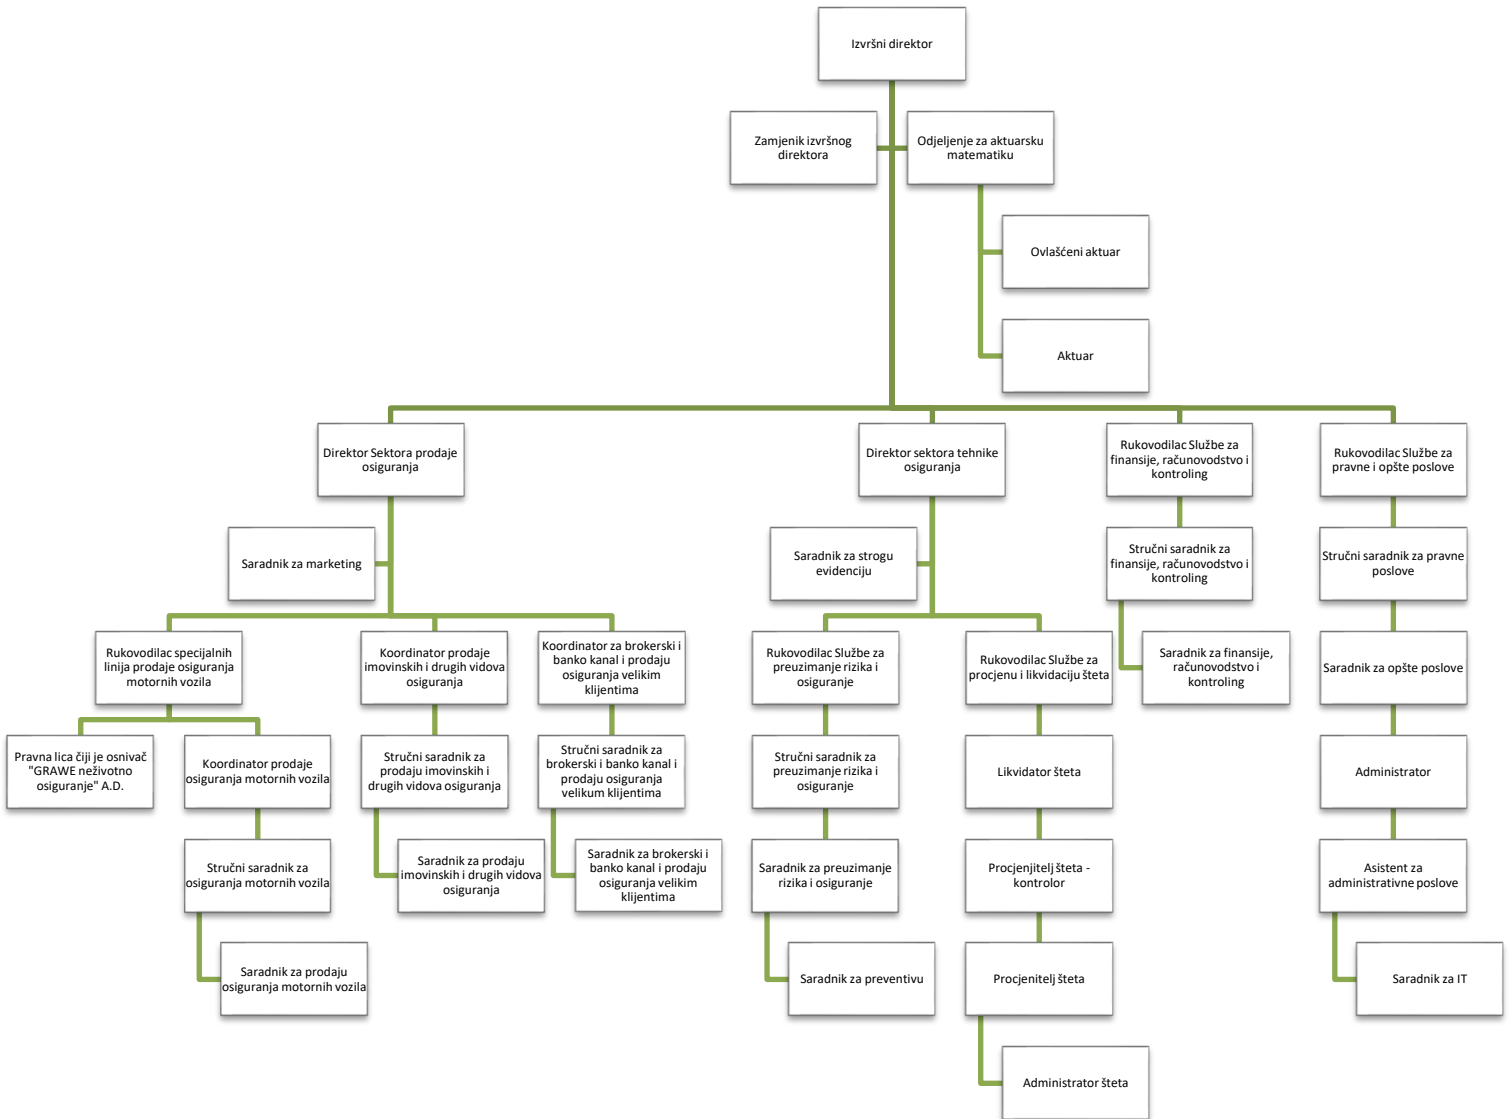 Izvršni direktor
Zamjenik izvršnog
direktora
Odjeljenje za aktuarsku
matematiku
Ovlašćeni aktuar
Aktuar
Direktor Sektora prodaje
osiguranja
Direktor sektora tehnike
osiguranja
Rukovodilac Službe za
finansije, računovodstvo i
kontroling
Rukovodilac Službe za
pravne i opšte poslove
Saradnik za marketing
Saradnik za strogu
evidenciju
Stručni saradnik za
finansije, računovodstvo i
kontroling
Stručni saradnik za pravne
poslove
Rukovodilac specijalnih
linija prodaje osiguranja
motornih vozila
Koordinator prodaje
imovinskih i drugih vidova
osiguranja
Koordinator za brokerski i
banko kanal i prodaju
osiguranja velikim
klijentima
Rukovodilac Službe za
preuzimanje rizika i
osiguranje
Rukovodilac Službe za
procjenu i likvidaciju šteta
Saradnik za finansije,
računovodstvo i
kontroling
Saradnik za opšte poslove
Pravna lica čiji je osnivač
"GRAWE neživotno
osiguranje" A.D.
Koordinator prodaje
osiguranja motornih vozila
Stručni saradnik za
prodaju imovinskih i
drugih vidova osiguranja
Stručni saradnik za
brokerski i banko kanal i
prodaju osiguranja
velikum klijentima
Stručni saradnik za
preuzimanje rizika i
osiguranje
Likvidator šteta
Administrator
Stručni saradnik za
osiguranja motornih vozila
Saradnik za prodaju
imovinskih i drugih vidova
osiguranja
Saradnik za brokerski i
banko kanal i prodaju
osiguranja velikim
klijentima
Saradnik za preuzimanje
rizika i osiguranje
Procjenitelj šteta -
kontrolor
Asistent za
administrativne poslove
Saradnik za prodaju
osiguranja motornih vozila
Saradnik za preventivu
Procjenitelj šteta
Saradnik za IT
Administrator šteta